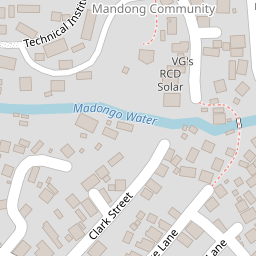 Mandong Community
Technical Instit
VG's
RCD
Solar
Madongo Water
Clark Street
e Lane
Lane